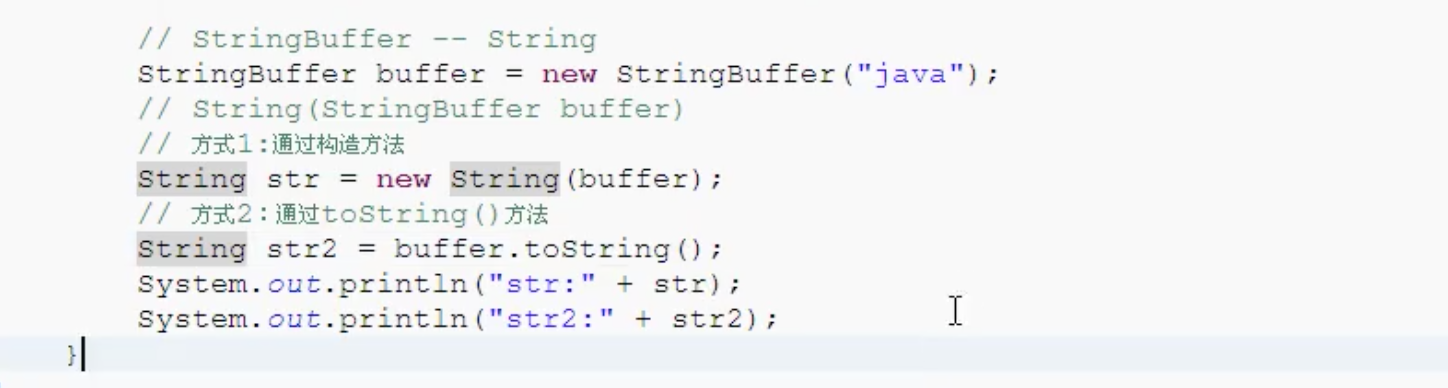 // StringBuffer -- String
StringBuffer buffer = new StringBuffer("java");
// String(StringBuffer buffer)
// 方式1:通过构造方法
String str = new String(buffer);
// 方式2:通过toString()方法
String str2 = buffer.toString();
System.out.println("str:" + str);
System.out.println("str2:" + str2);
}